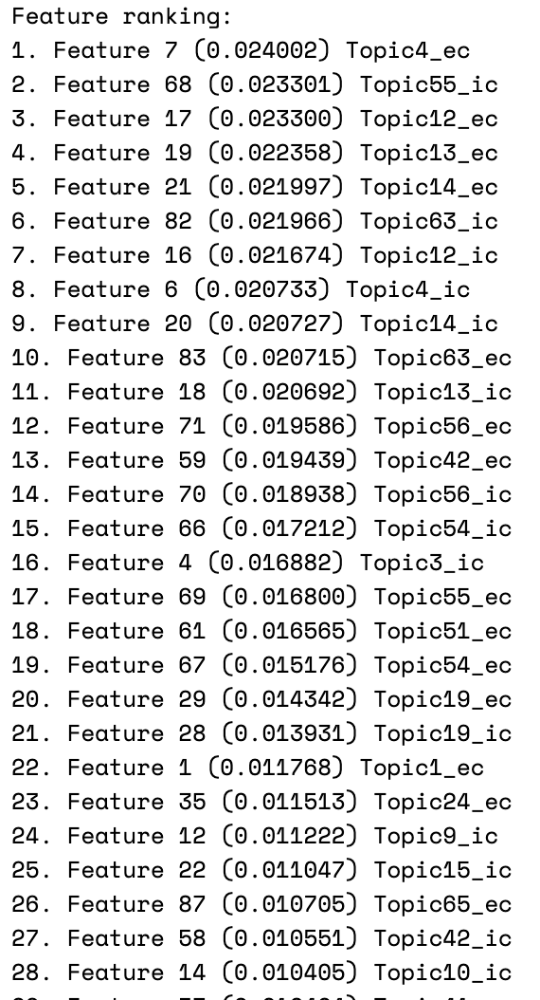 Feature ranking:
1. Feature 7 (0.024002) Topic4_ec
2. Feature 68 (0.023301) Topic55_ic
3. Feature 17 (0.023300) Topic12_ec
4. Feature 19 (0.022358) Topic13_ec
5. Feature 21 (0.021997) Topic14_ec
6. Feature 82 (0.021966) Topic63_ic
7. Feature 16 (0.021674) Topic12_ic
8. Feature 6 (0.020733) Topic4_ic
9. Feature 20 (0.020727) Topic14_ic
10. Feature 83 (0.020715) Topic63_ec
11. Feature 18 (0.020692) Topic13_ic
12. Feature 71 (0.019586) Topic56_ec
13. Feature 59 (0.019439) Topic42_ec
14. Feature 70 (0.018938) Topic56_ic
15. Feature 66 (0.017212) Topic54_ic
16. Feature 4 (0.016882) Topic3_ic
17. Feature 69 (0.016800) Topic55_ec
18. Feature 61 (0.016565) Topic51_ec
19. Feature 67 (0.015176) Topic54_ec
20. Feature 29 (0.014342) Topic19_ec
21. Feature 28 (0.013931) Topic19_ic
22. Feature 1 (0.011768) Topic1_ec
23. Feature 35 (0.011513) Topic24_ec
24. Feature 12 (0.011222) Topic9_ic
25. Feature 22 (0.011047) Topic15_ic
26. Feature 87 (0.010705) Topic65_ec
27. Feature 58 (0.010551) Topic42_ic
28. Feature 14 (0.010405) Topic10_ic